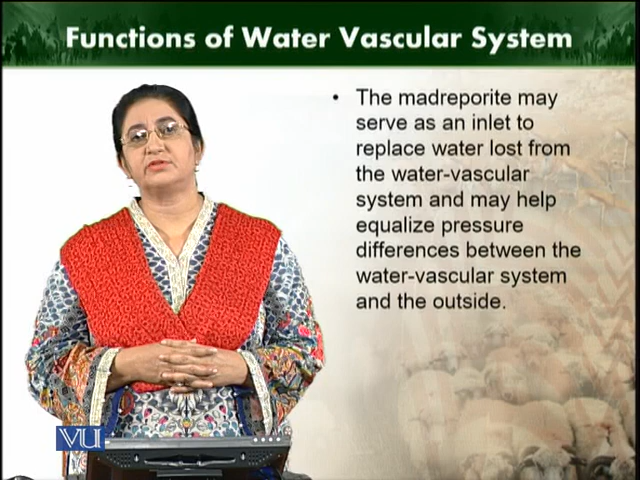 Functions of Water Vascular System
• The madreporite may
serve as an inlet to
replace water lost from
the water-vascular
system and may help
equalize pressure
differences between the
water-vascular system
and the outside.
VU